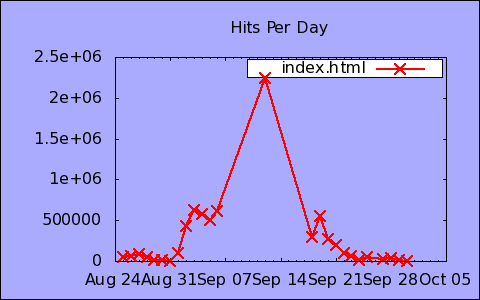 Hits Per Day
index.html
2.5e+06
2e+06
1.5e+06
1e+06
500000
0
Aug 24 Aug 31 Sep 07 Sep 14 Sep 21 Sep 28 Oct 05